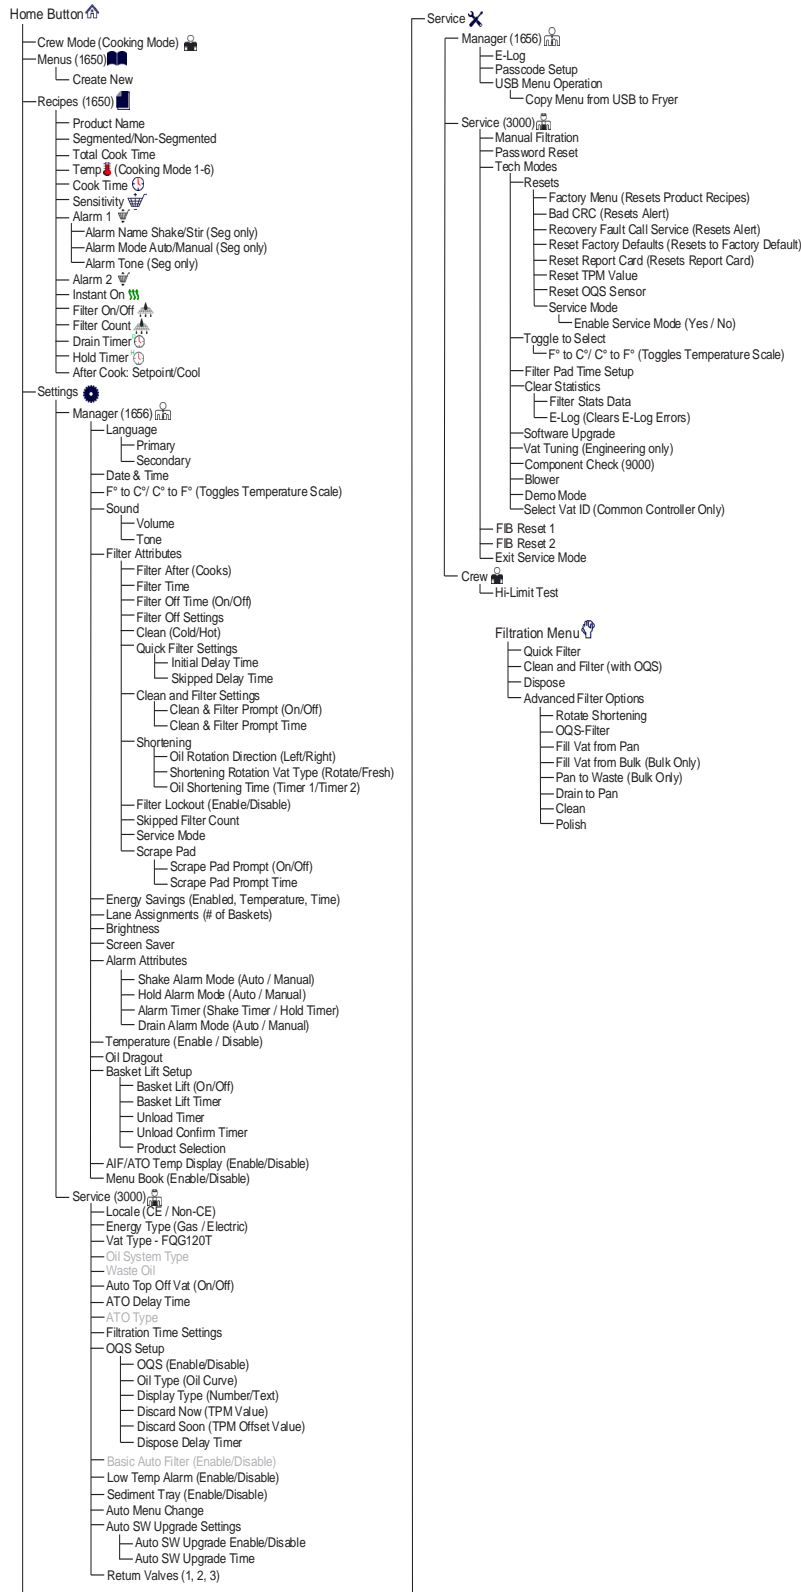 Home Button
Crew Mode (Cooking Mode)
Menus (1650)
Create New
Recipes (1650)
Product Name
Segmented/Non-Segmented
Total Cook Time
Temp (Cooking Mode 1-6)
Cook Time
Sensitivity
Alarm 1
Alarm Name Shake/Stir (Seg only)
Alarm Mode Auto/Manual (Seg only)
Alarm Tone (Seg only)
Alarm 2
Instant On
Filter On/Off
Filter Count
Drain Timer
Hold Timer
After Cook: Setpoint/Cool
Settings
Manager (1656)
Language
Primary
Secondary
Date & Time
F° to C°/ C° to F° (Toggles Temperature Scale)
Sound
Volume
Tone
Filter Attributes
Filter After (Cooks)
Filter Time
Filter Off Time (On/Off)
Filter Off Settings
Clean (Cold/Hot)
Quick Filter Settings
Initial Delay Time
Skipped Delay Time
Clean and Filter Settings
Clean & Filter Prompt (On/Off)
Clean & Filter Prompt Time
Shortening
Oil Rotation Direction (Left/Right)
Shortening Rotation Vat Type (Rotate/Fresh)
Oil Shortening Time (Timer 1/Timer 2)
Filter Lockout (Enable/Disable)
Skipped Filter Count
Service Mode
Scrape Pad
Scrape Pad Prompt (On/Off)
Scrape Pad Prompt Time
Energy Savings (Enabled, Temperature, Time)
Lane Assignments (# of Baskets)
Brightness
Screen Saver
Alarm Attributes
Shake Alarm Mode (Auto / Manual)
Hold Alarm Mode (Auto / Manual)
Alarm Timer (Shake Timer / Hold Timer)
Drain Alarm Mode (Auto / Manual)
Temperature (Enable / Disable)
Oil Dragout
Basket Lift Setup
Basket Lift (On/Off)
Basket Lift Timer
Unload Timer
Unload Confirm Timer
Product Selection
AIF/ATO Temp Display (Enable/Disable)
Menu Book (Enable/Disable)
Service (3000)
Locale (CE / Non-CE)
Energy Type (Gas / Electric)
Vat Type - FQG120T
Oil System Type
Waste Oil
Auto Top Off Vat (On/Off)
ATO Delay Time
ATO Type
Filtration Time Settings
OQS Setup
OQS (Enable/Disable)
Oil Type (Oil Curve)
Display Type (Number/Text)
Discard Now (TPM Value)
Discard Soon (TPM Offset Value)
Dispose Delay Timer
Basic Auto Filter (Enable/Disable)
Low Temp Alarm (Enable/Disable)
Sediment Tray (Enable/Disable)
Auto Menu Change
Auto SW Upgrade Settings
Auto SW Upgrade Enable/Disable
Auto SW Upgrade Time
Return Valves (1, 2, 3)
Service
Manager (1656)
E-Log
Passcode Setup
USB Menu Operation
Copy Menu from USB to Fryer
Service (3000)
Manual Filtration
Password Reset
Tech Modes
Resets
Factory Menu (Resets Product Recipes)
Bad CRC (Resets Alert)
Recovery Fault Call Service (Resets Alert)
Reset Factory Defaults (Resets to Factory Default)
Reset Report Card (Resets Report Card)
Reset TPM Value
Reset OQS Sensor
Service Mode
Enable Service Mode (Yes / No)
Toggle to Select
F° to C°/ C° to F° (Toggles Temperature Scale)
Filter Pad Time Setup
Clear Statistics
Filter Stats Data
E-Log (Clears E-Log Errors)
Software Upgrade
Vat Tuning (Engineering only)
Component Check (9000)
Blower
Demo Mode
Select Vat ID (Common Controller Only)
FIB Reset 1
FIB Reset 2
Exit Service Mode
Crew
Hi-Limit Test
Filtration Menu
Quick Filter
Clean and Filter (with OQS)
Dispose
Advanced Filter Options
Rotate Shortening
OQS-Filter
Fill Vat from Pan
Fill Vat from Bulk (Bulk Only)
Pan to Waste (Bulk Only)
Drain to Pan
Clean
Polish